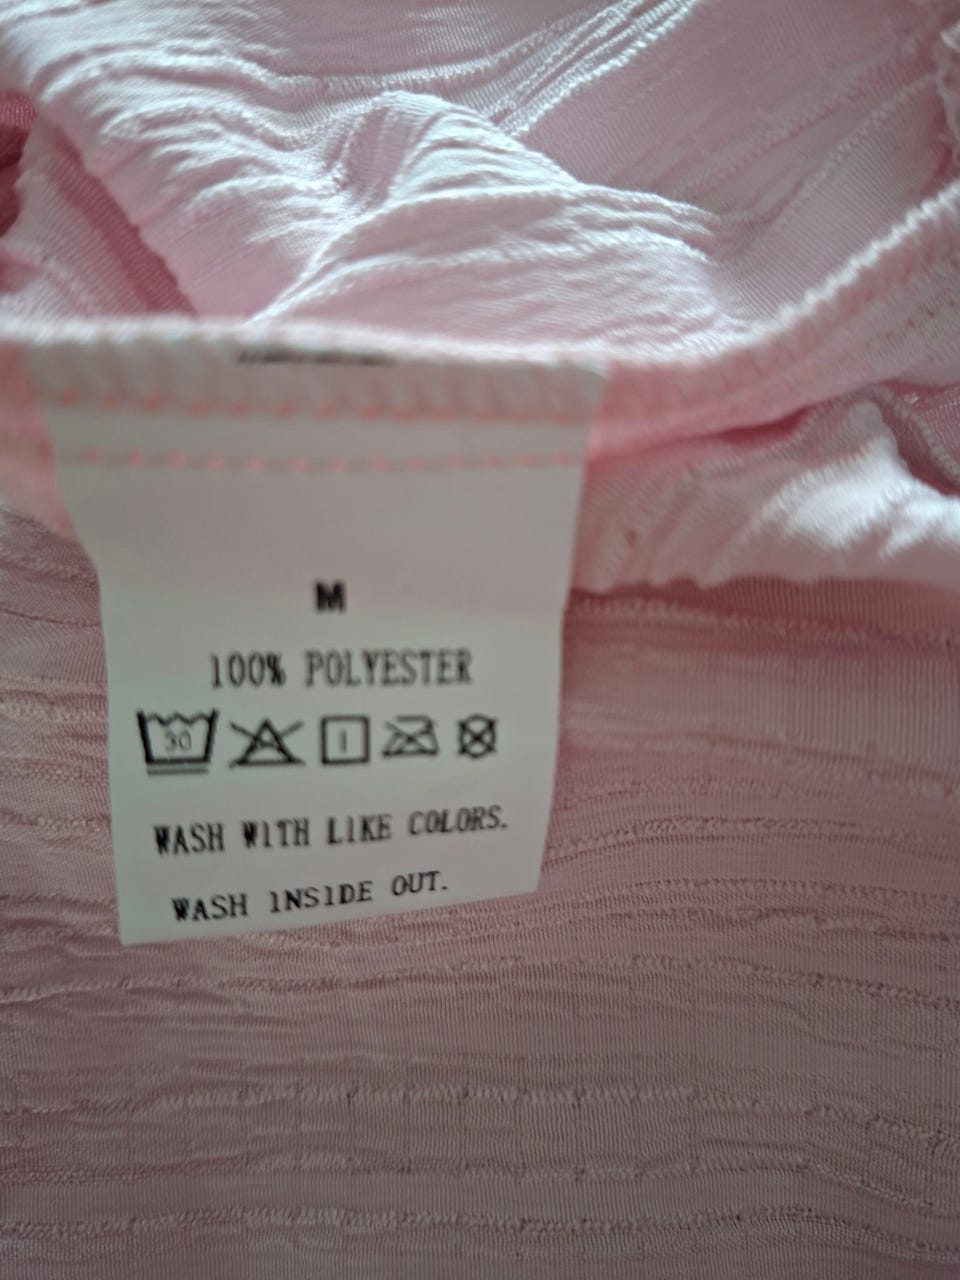 M
100% POLYESTER
30
WASH WITH LIKE COLORS.
WASH INSIDE OUT.